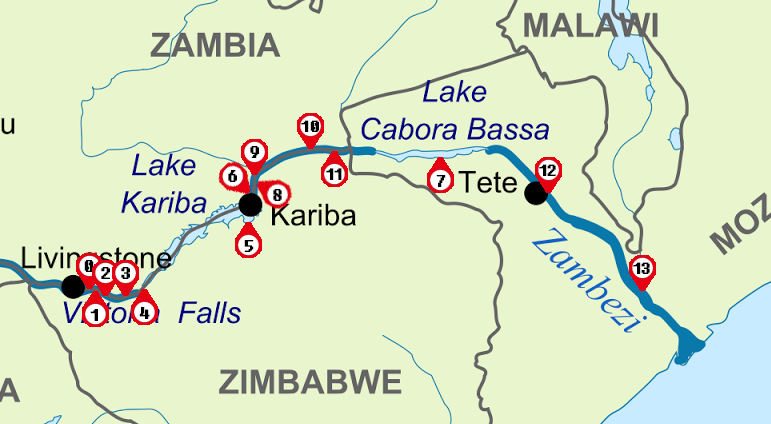 ZAMBIA
MALAWI
Lake
Cabora Bassa
u
Lake
Kariba
Tete
Kariba
MOZ
Livingstone
Zambezi
Victoria Falls
ZIMBABWE
A
9
10
6
8
11
7
12
5
2
3
1
4
13